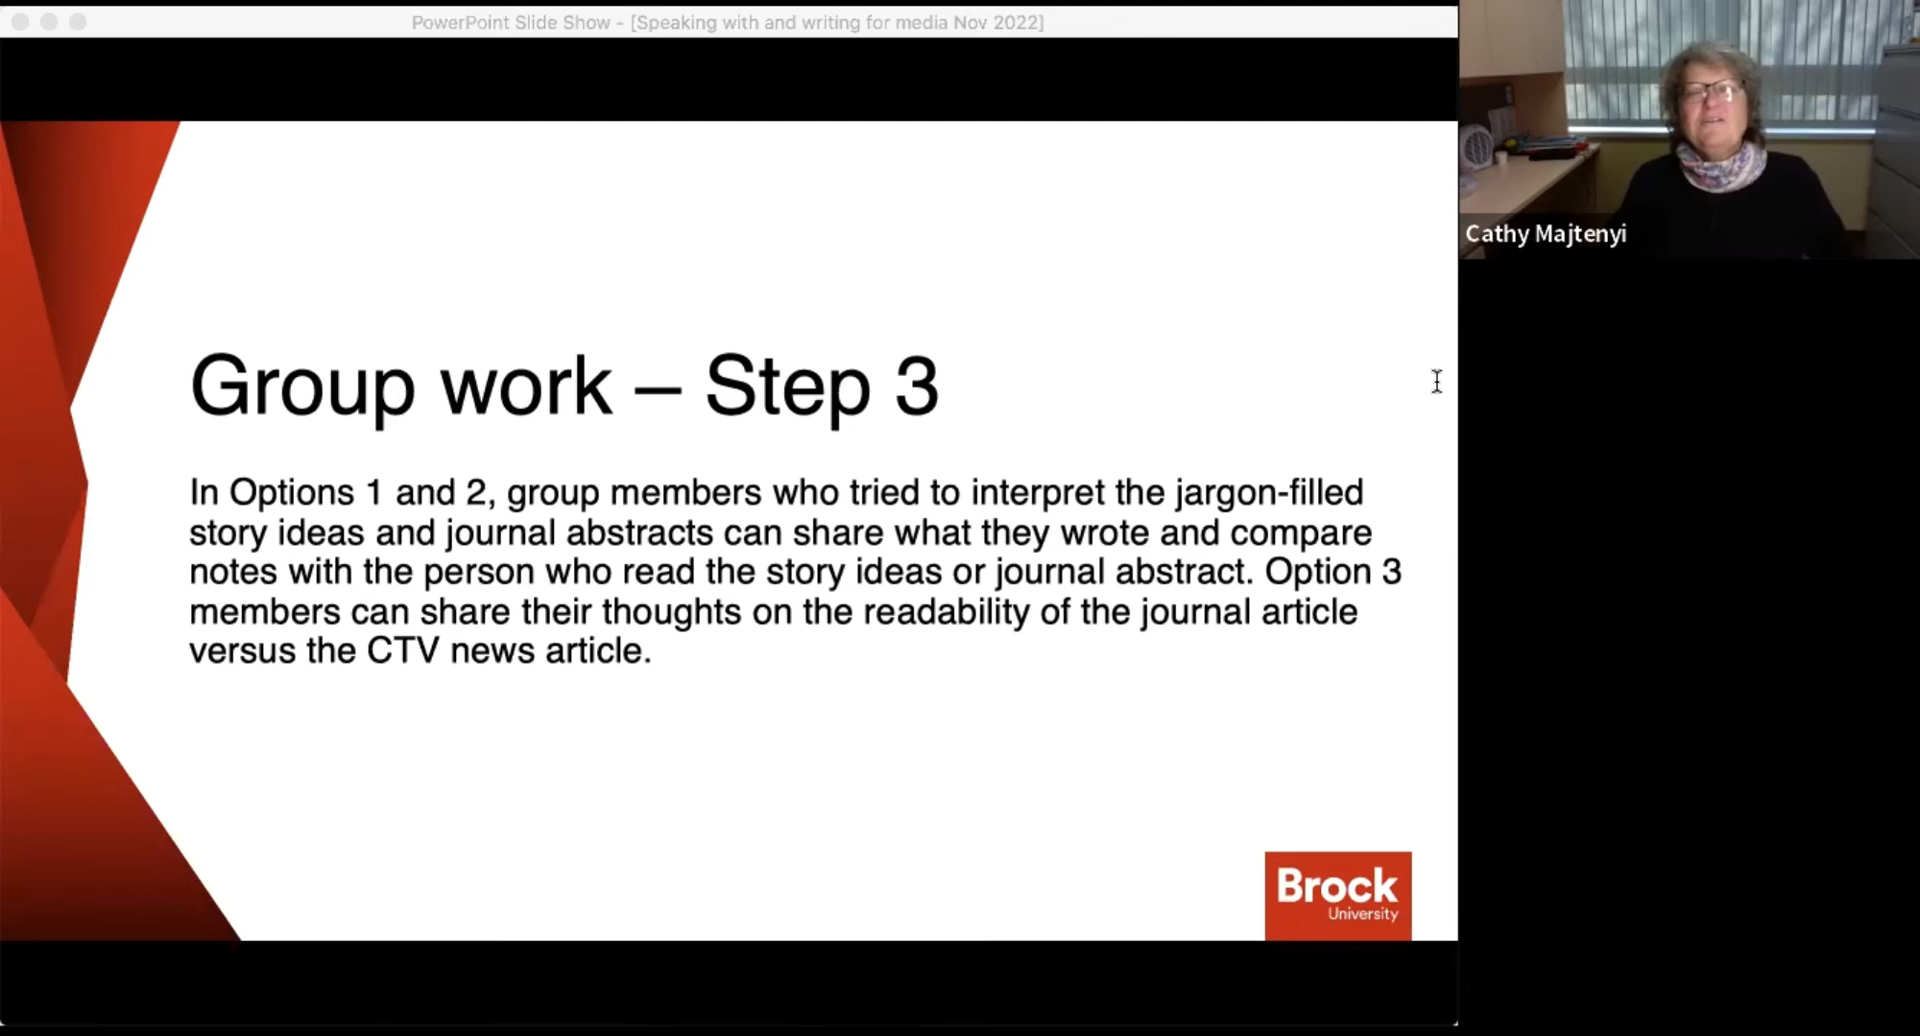 PowerPoint Slide Show - [Speaking with and writing for media Nov 2022]
Cathy Majtenyi
Group work – Step 3
In Options 1 and 2, group members who tried to interpret the jargon-filled
story ideas and journal abstracts can share what they wrote and compare
notes with the person who read the story ideas or journal abstract. Option 3
members can share their thoughts on the readability of the journal article
versus the CTV news article.
Brock
University